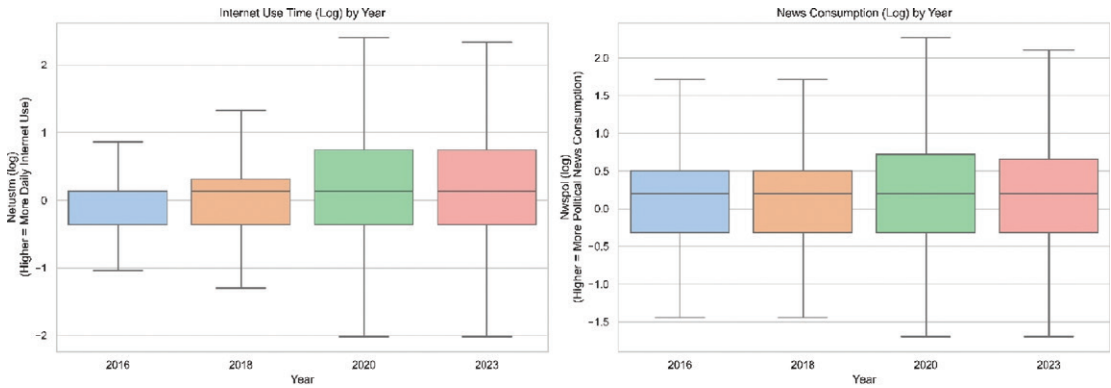 Internet Use Time (Log) by Year
Netustm (log)
(Higher = More Daily Internet Use)
2
1
0
−1
−2
2016
2018
2020
2023
Year
News Consumption (Log) by Year
Nwspol (log)
(Higher = More Political News Consumption)
2.0
1.5
1.0
0.5
0.0
−0.5
−1.0
−1.5
2016
2018
2020
2023
Year